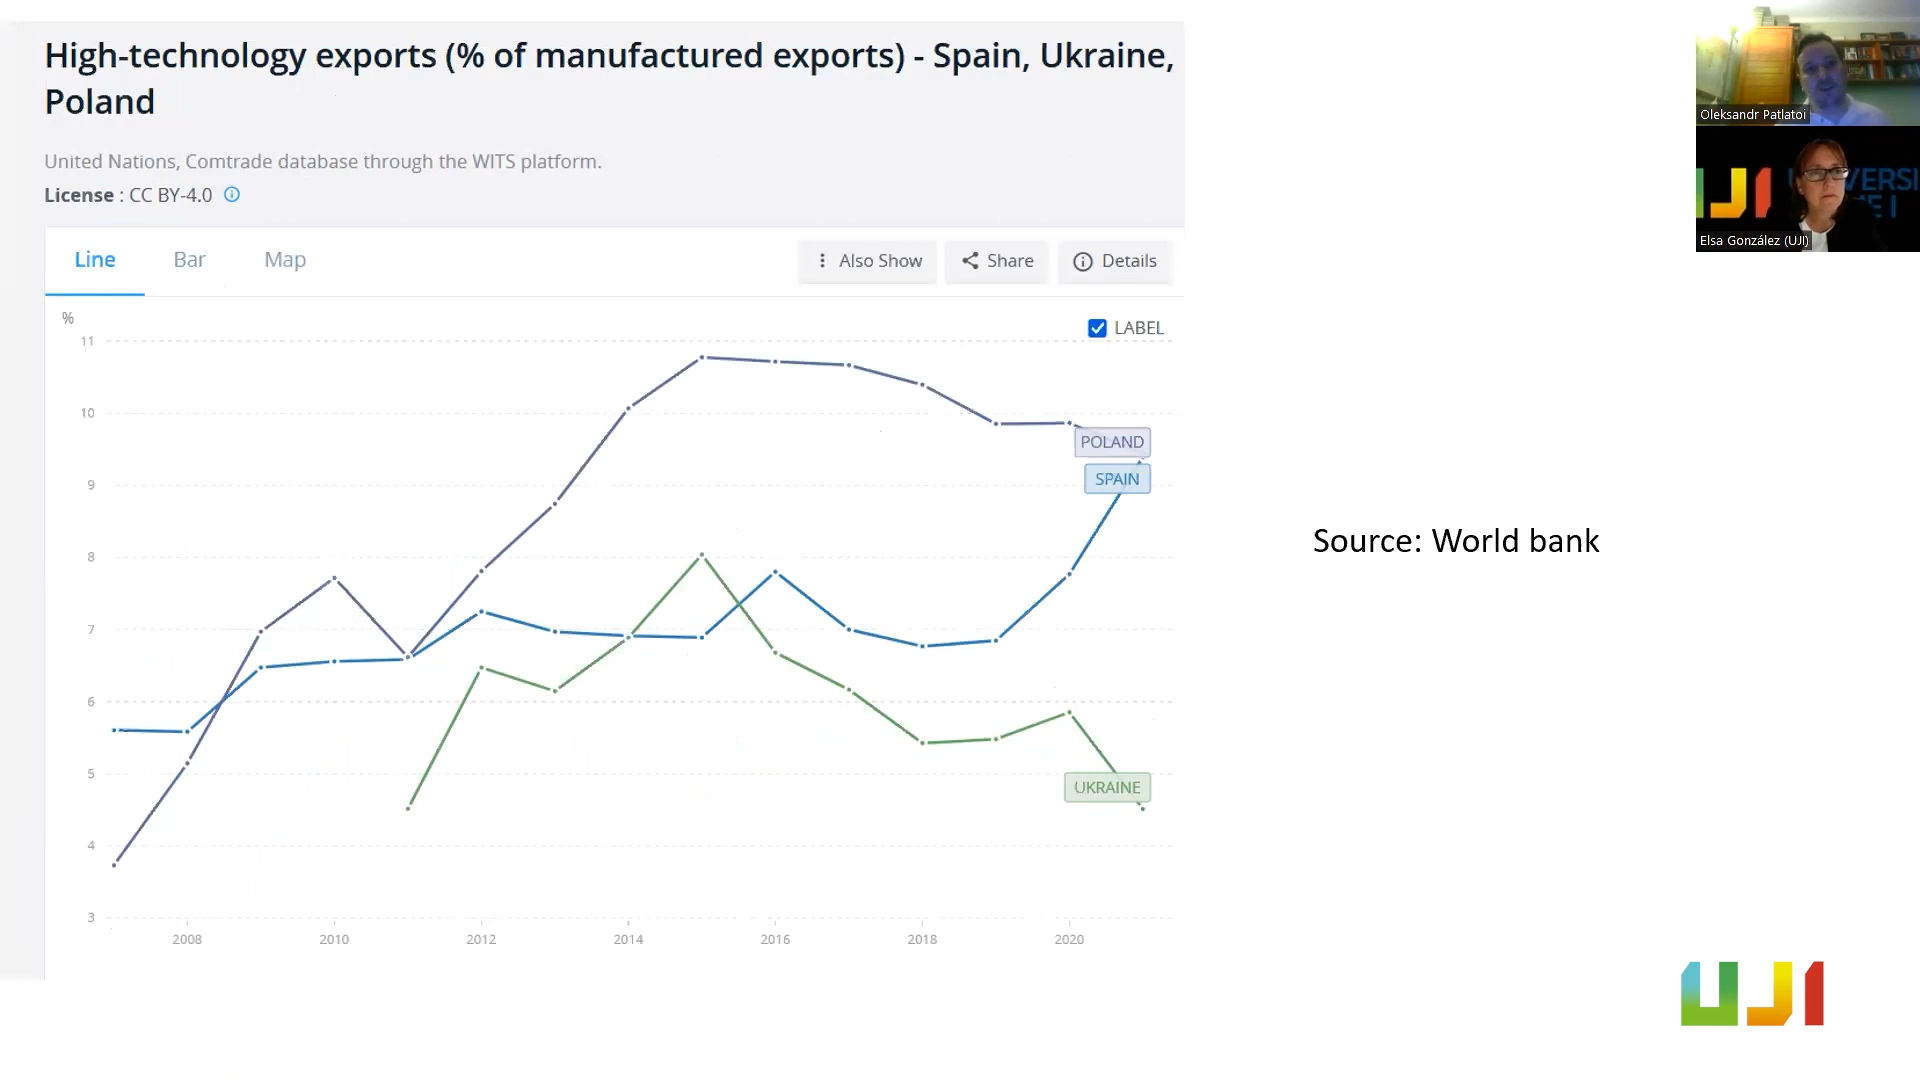 High-technology exports (% of manufactured exports) - Spain, Ukraine,
Poland
United Nations, Comtrade database through the WITS platform.
License : CC BY-4.0
Line
Bar
Map
Also Show
Share
Details
%
LABEL
11
10
9
8
7
6
5
4
3
POLAND
SPAIN
UKRAINE
2008
2010
2012
2014
2016
2018
2020
Source: World bank
Oleksandr Patlatoi
UJI
Elsa González (UJI)
UJI